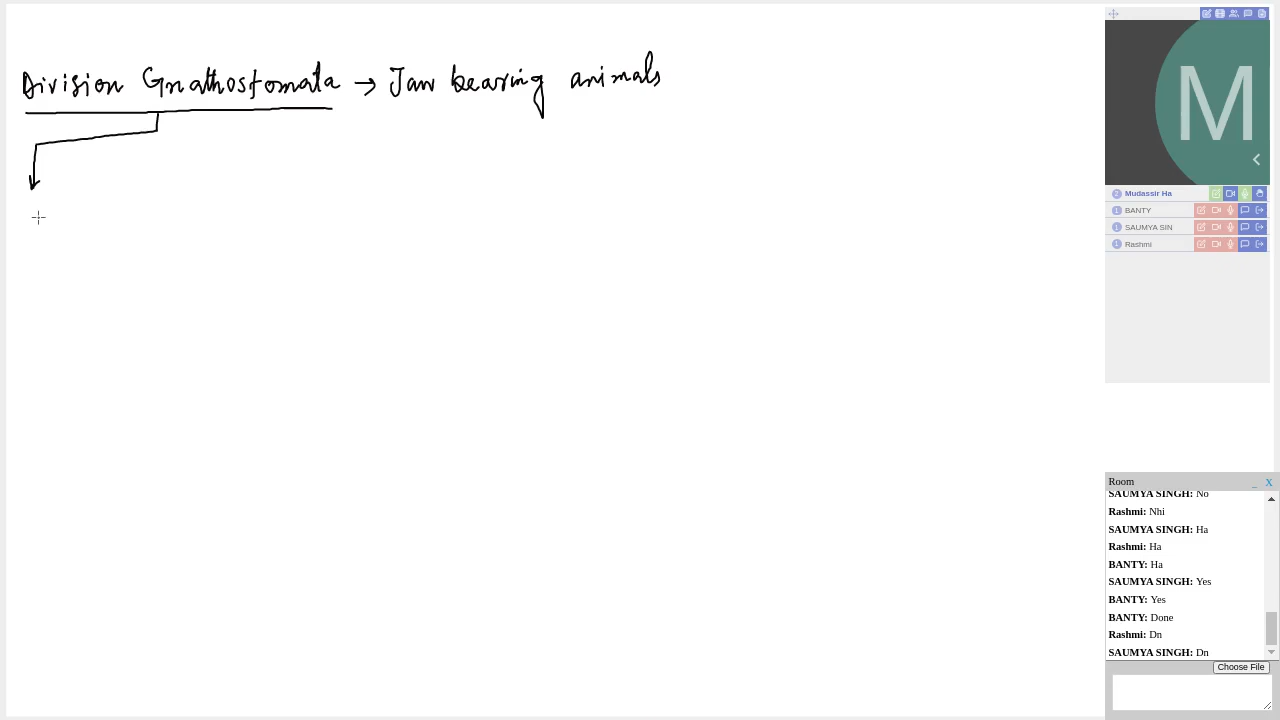 Division Gnathostomata → Jaw bearing animals
M
Mudassir Ha
BANTY
SAUMYA SIN
Rashmi
Room
_ X
SAUMYA SINGH: No
Rashmi: Nhi
SAUMYA SINGH: Ha
Rashmi: Ha
BANTY: Ha
SAUMYA SINGH: Yes
BANTY: Yes
BANTY: Done
Rashmi: Dn
SAUMYA SINGH: Dn
Choose File